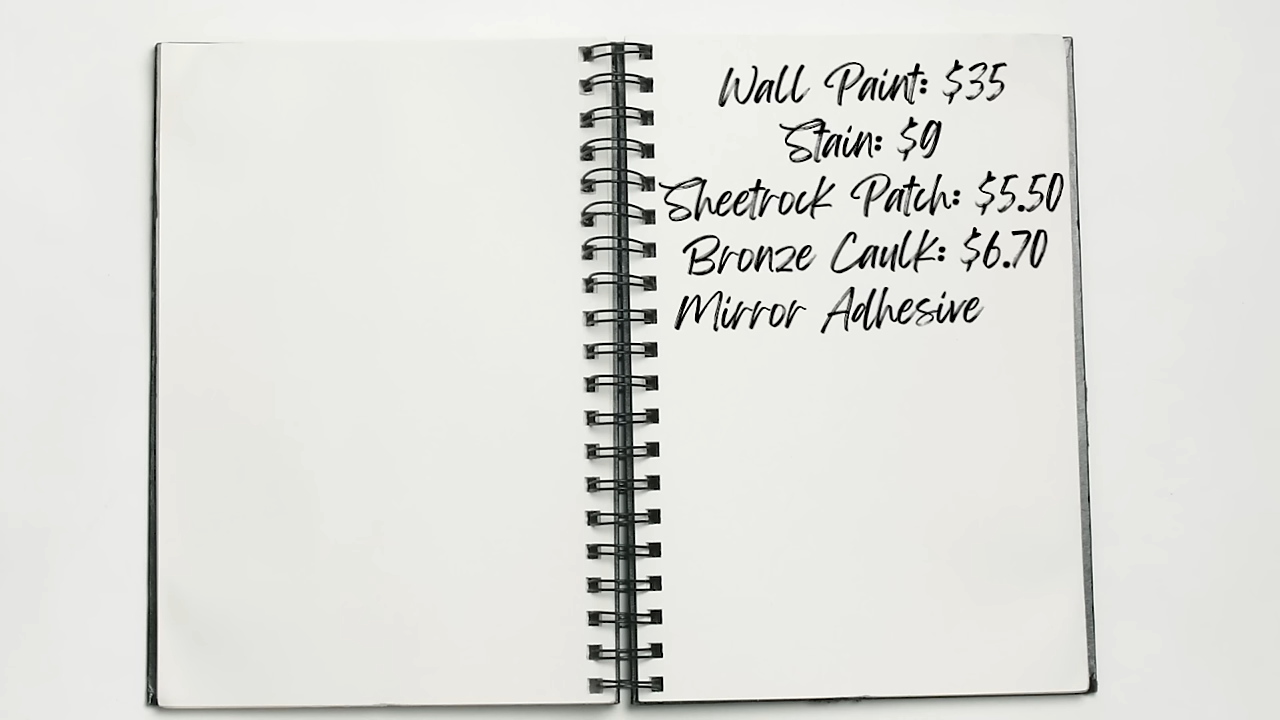 Wall Paint: $35
Stain: $9
Sheetrock Patch: $5.50
Bronze Caulk: $6.70
Mirror Adhesive